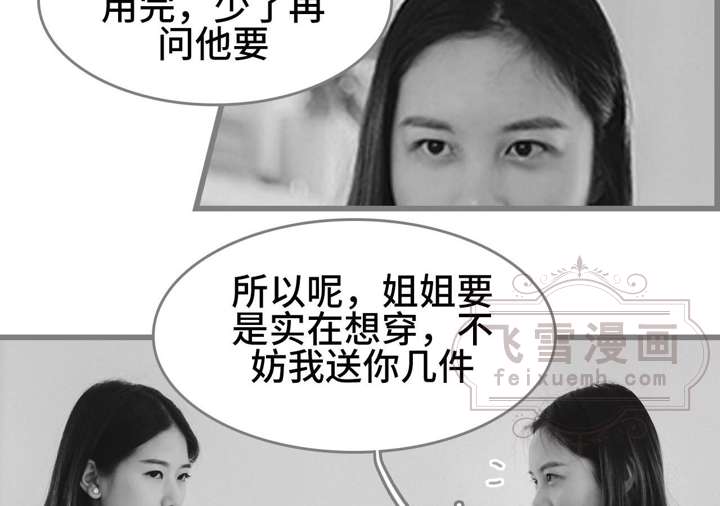 用完，少了再
问他要
所以呢，姐姐要
是实在想穿，不
妨我送你几件
飞雪漫画
feixuemh.com